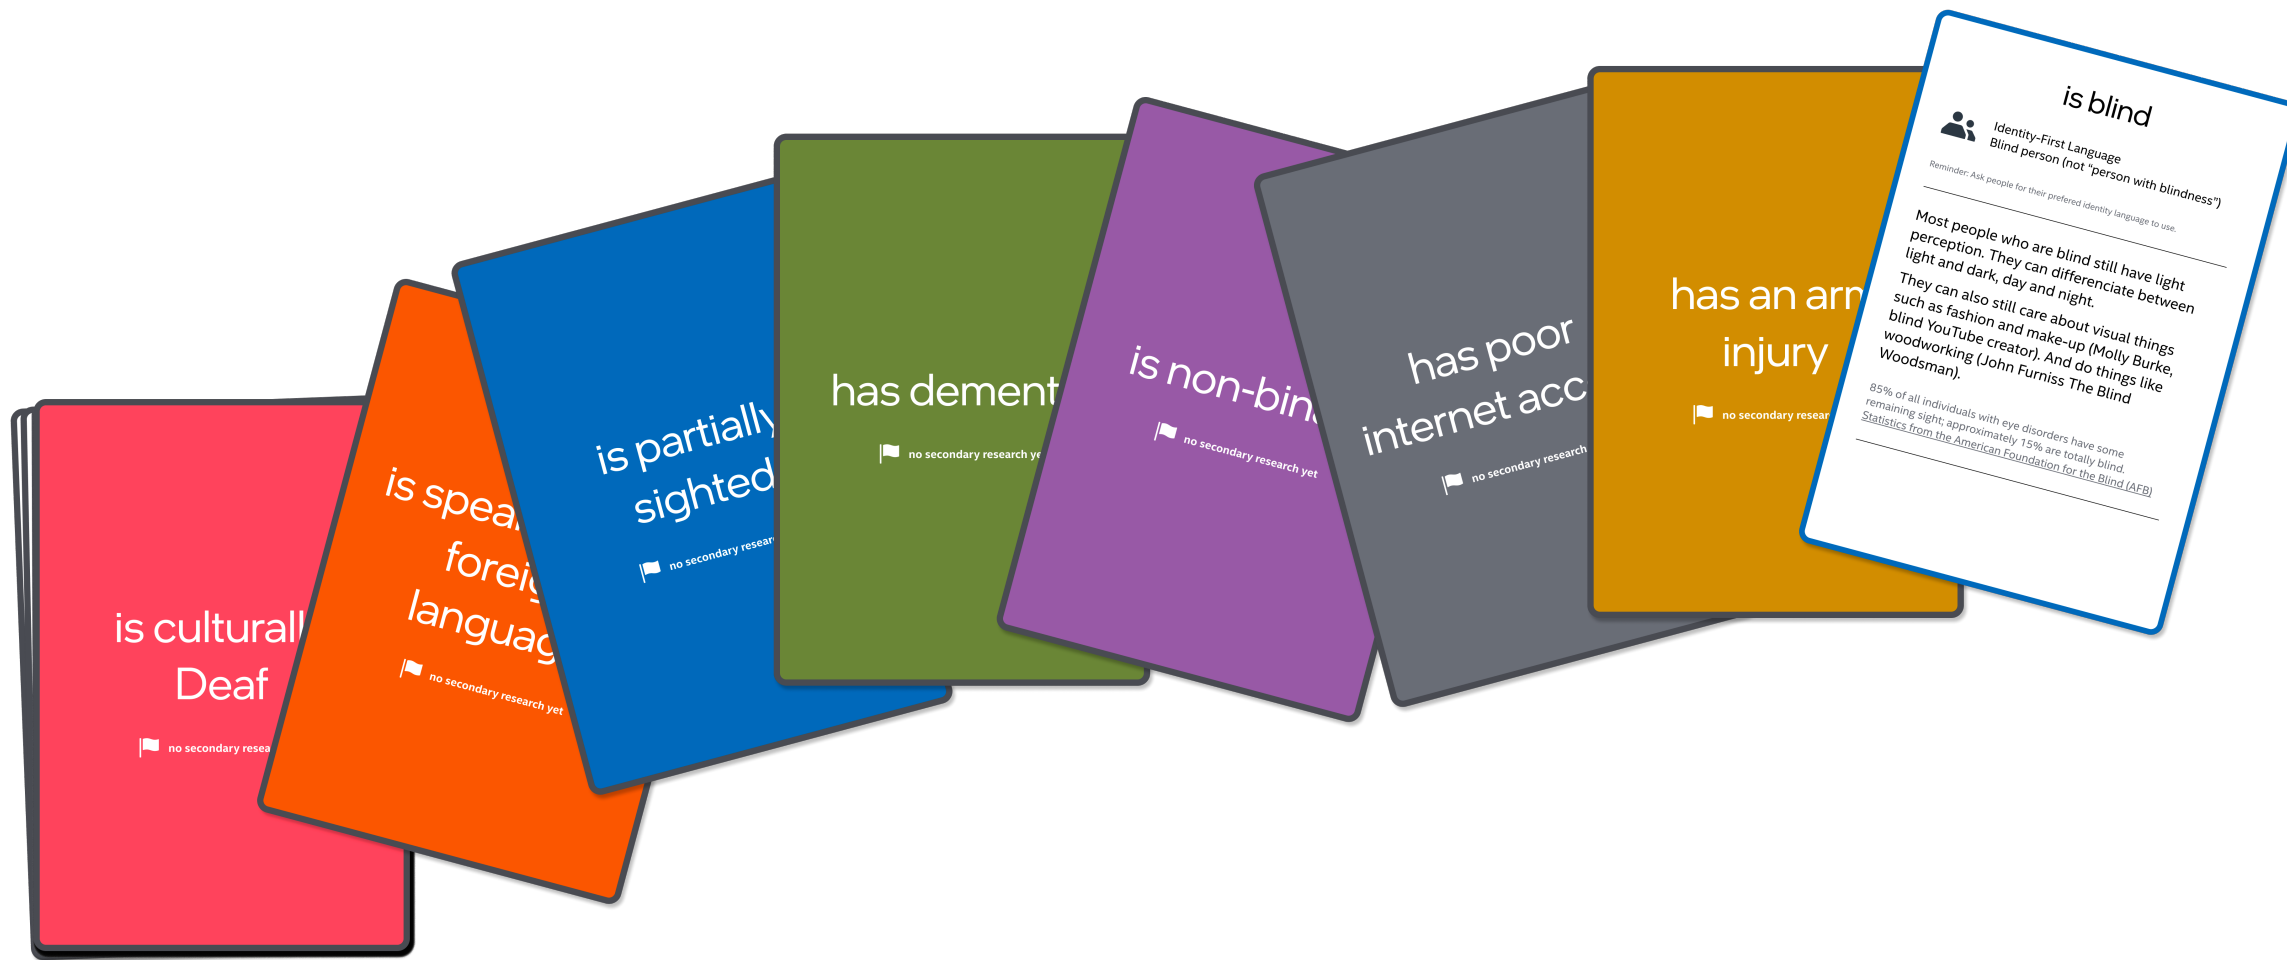 is culturall
Deaf
no secondary resea
is spea
foreig
languag
no secondary research yet
is partially
sighted
no secondary resear
has dement
no secondary research ye
is non-bin
no secondary research yet
has poor
internet acc
no secondary research
has an arm
injury
no secondary resear
is blind
Identity-First Language
Blind person (not “person with blindness”)
Reminder: Ask people for their prefered identity language to use.
Most people who are blind still have light
perception. They can differenciate between
light and dark, day and night.
They can also still care about visual things
such as fashion and make-up (Molly Burke,
blind YouTube creator). And do things like
woodworking (John Furniss The Blind
Woodsman).
85% of all individuals with eye disorders have some
remaining sight; approximately 15% are totally blind.
Statistics from the American Foundation for the Blind (AFB)